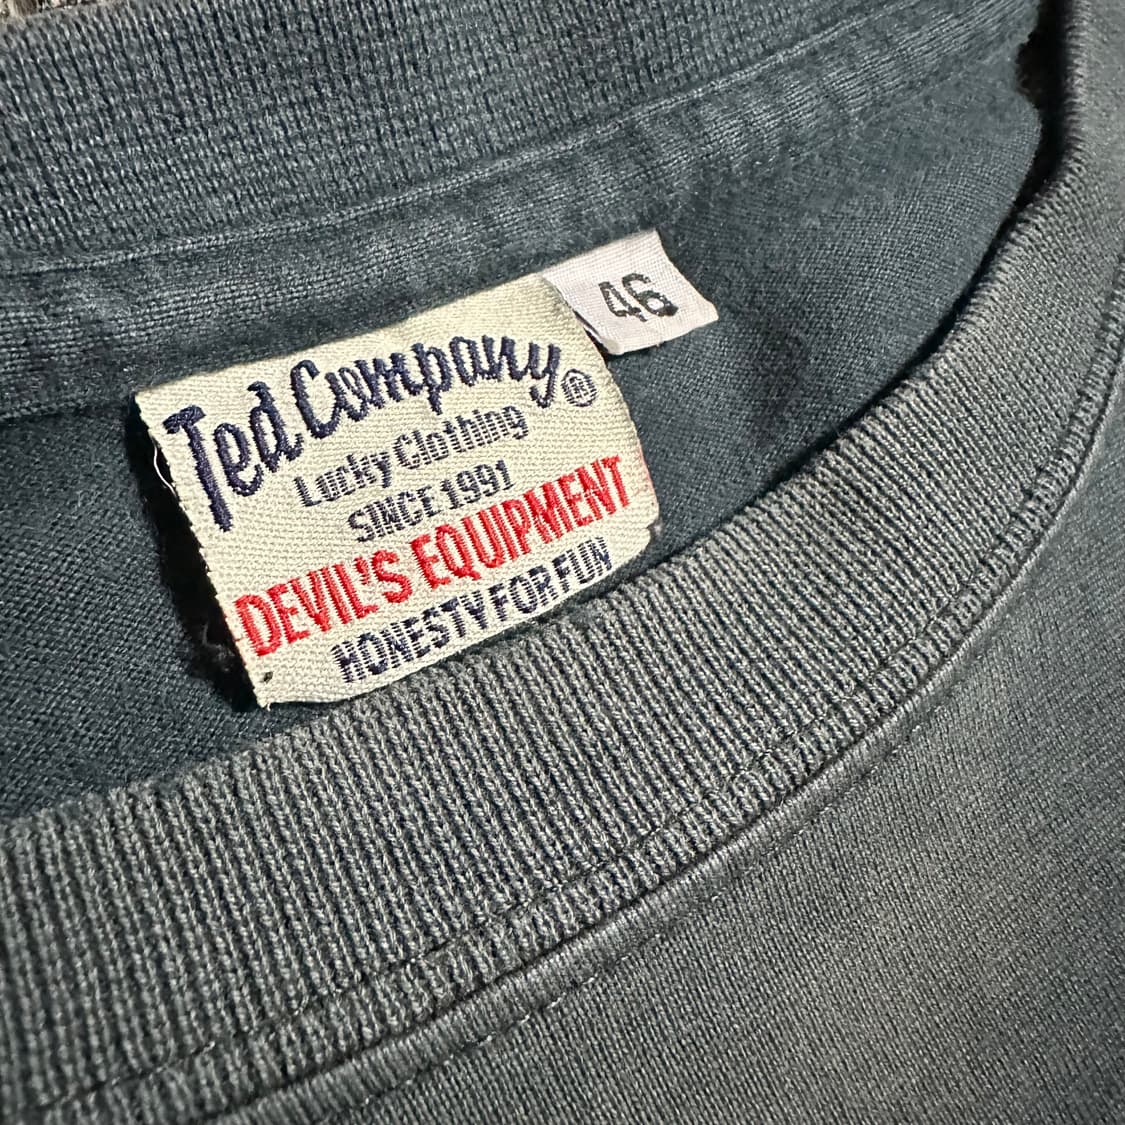 46
Ted Company®
Lucky Clothing
SINCE 1991
DEVIL'S EQUIPMENT
HONESTY FOR FUN